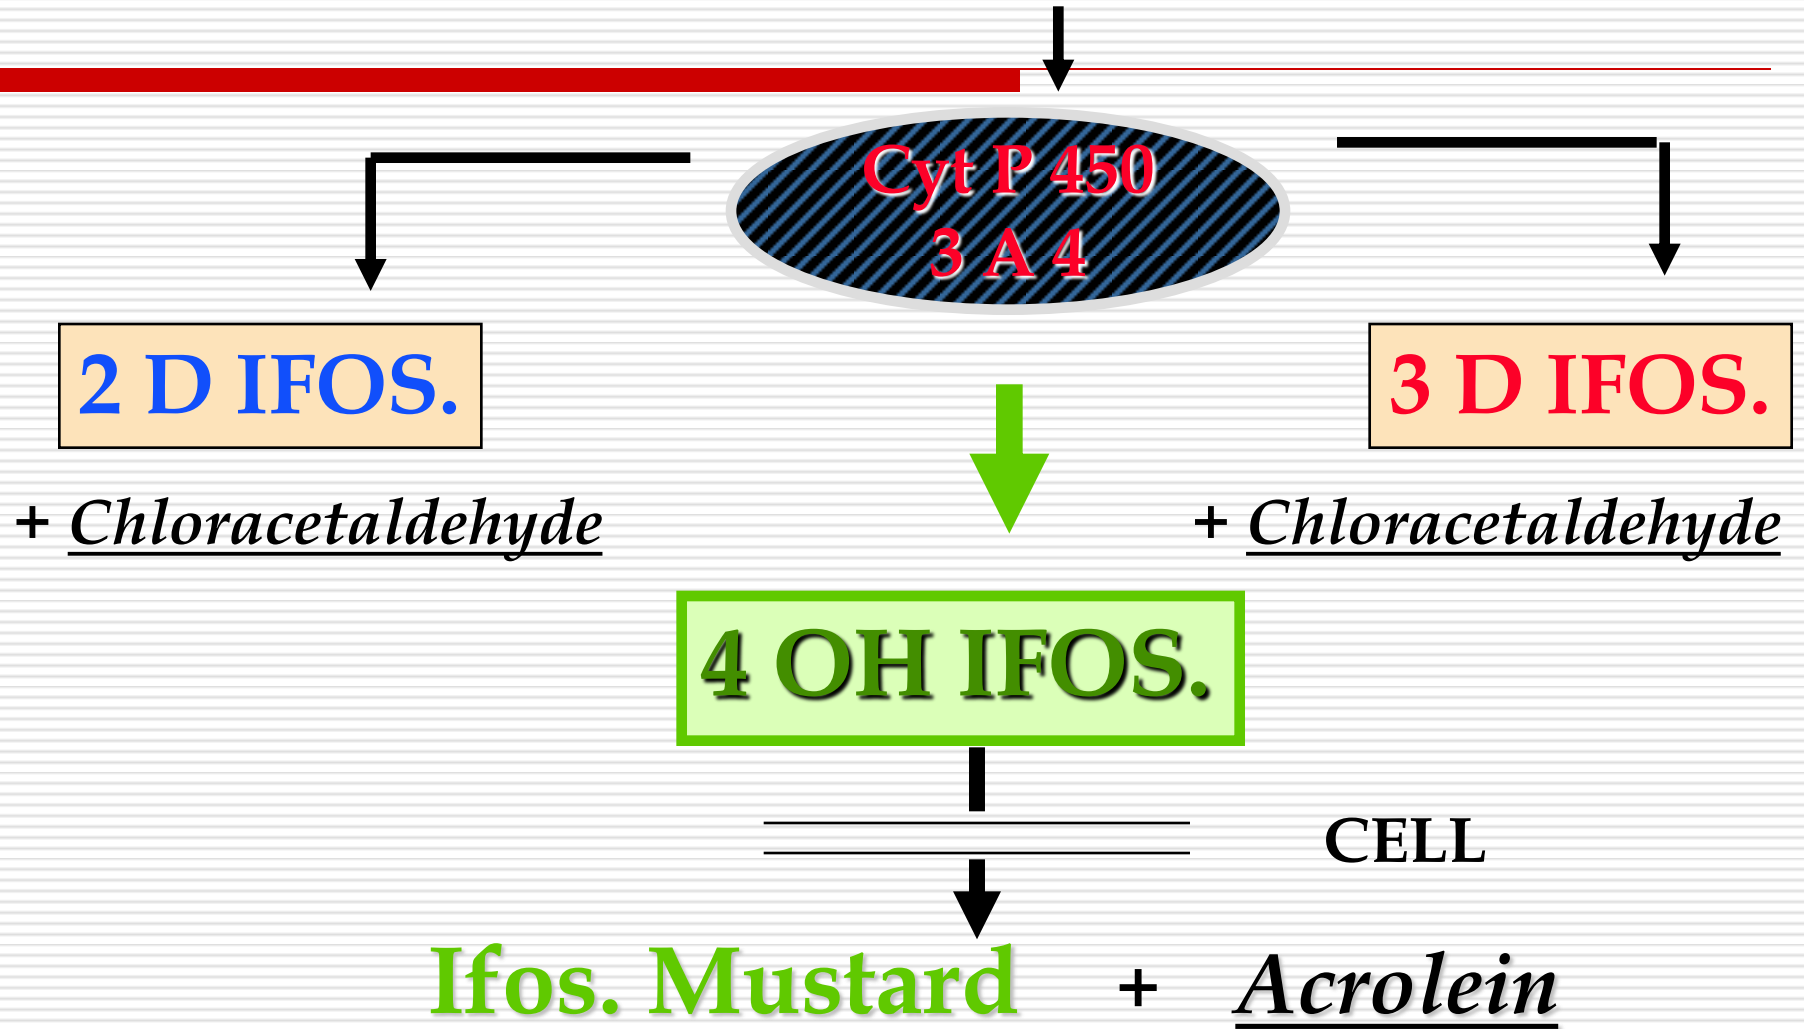 Cyt P 450
3 A 4
2 D IFOS.
3 D IFOS.
+ Chloracetaldehyde
+ Chloracetaldehyde
4 OH IFOS.
CELL
Ifos. Mustard + Acrolein